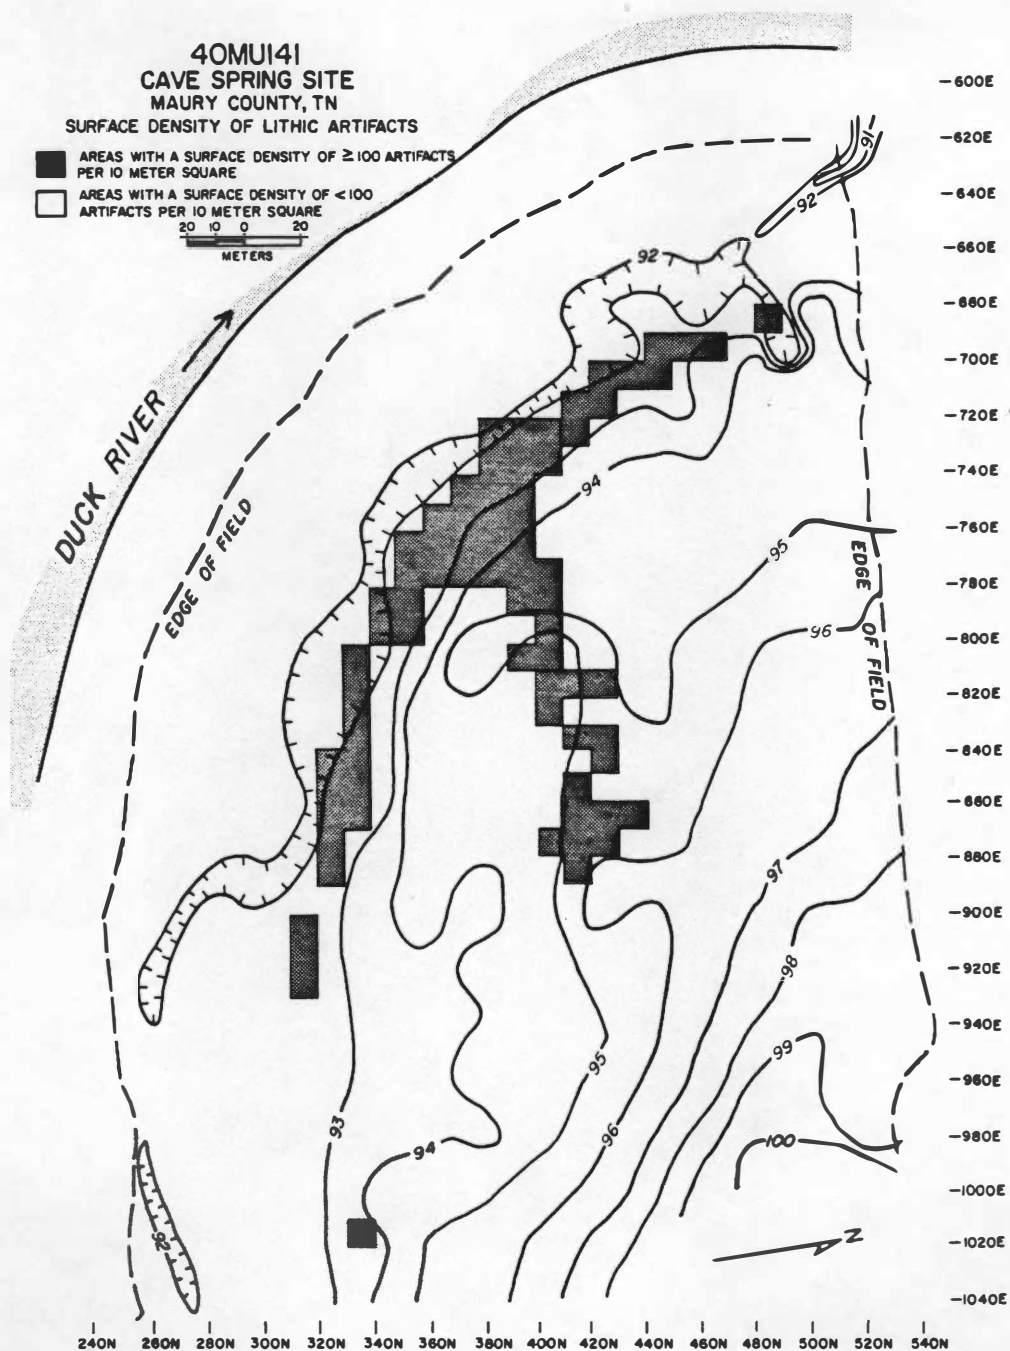 40MU141
CAVE SPRING SITE
MAURY COUNTY, TN
SURFACE DENSITY OF LITHIC ARTIFACTS
AREAS WITH A SURFACE DENSITY OF ≥100 ARTIFACTS
PER 10 METER SQUARE
AREAS WITH A SURFACE DENSITY OF <100
ARTIFACTS PER 10 METER SQUARE
20 10 0 20
METERS
DUCK RIVER
EDGE OF FIELD
EDGE OF FIELD
91
92
92
94
95
96
97
98
99
100
95
96
93
94
92
N
-600E
-620E
-640E
-660E
-680E
-700E
-720E
-740E
-760E
-780E
-800E
-820E
-840E
-860E
-880E
-900E
-920E
-940E
-960E
-980E
-1000E
-1020E
-1040E
240N 260N 280N 300N 320N 340N 360N 380N 400N 420N 440N 460N 480N 500N 520N 540N